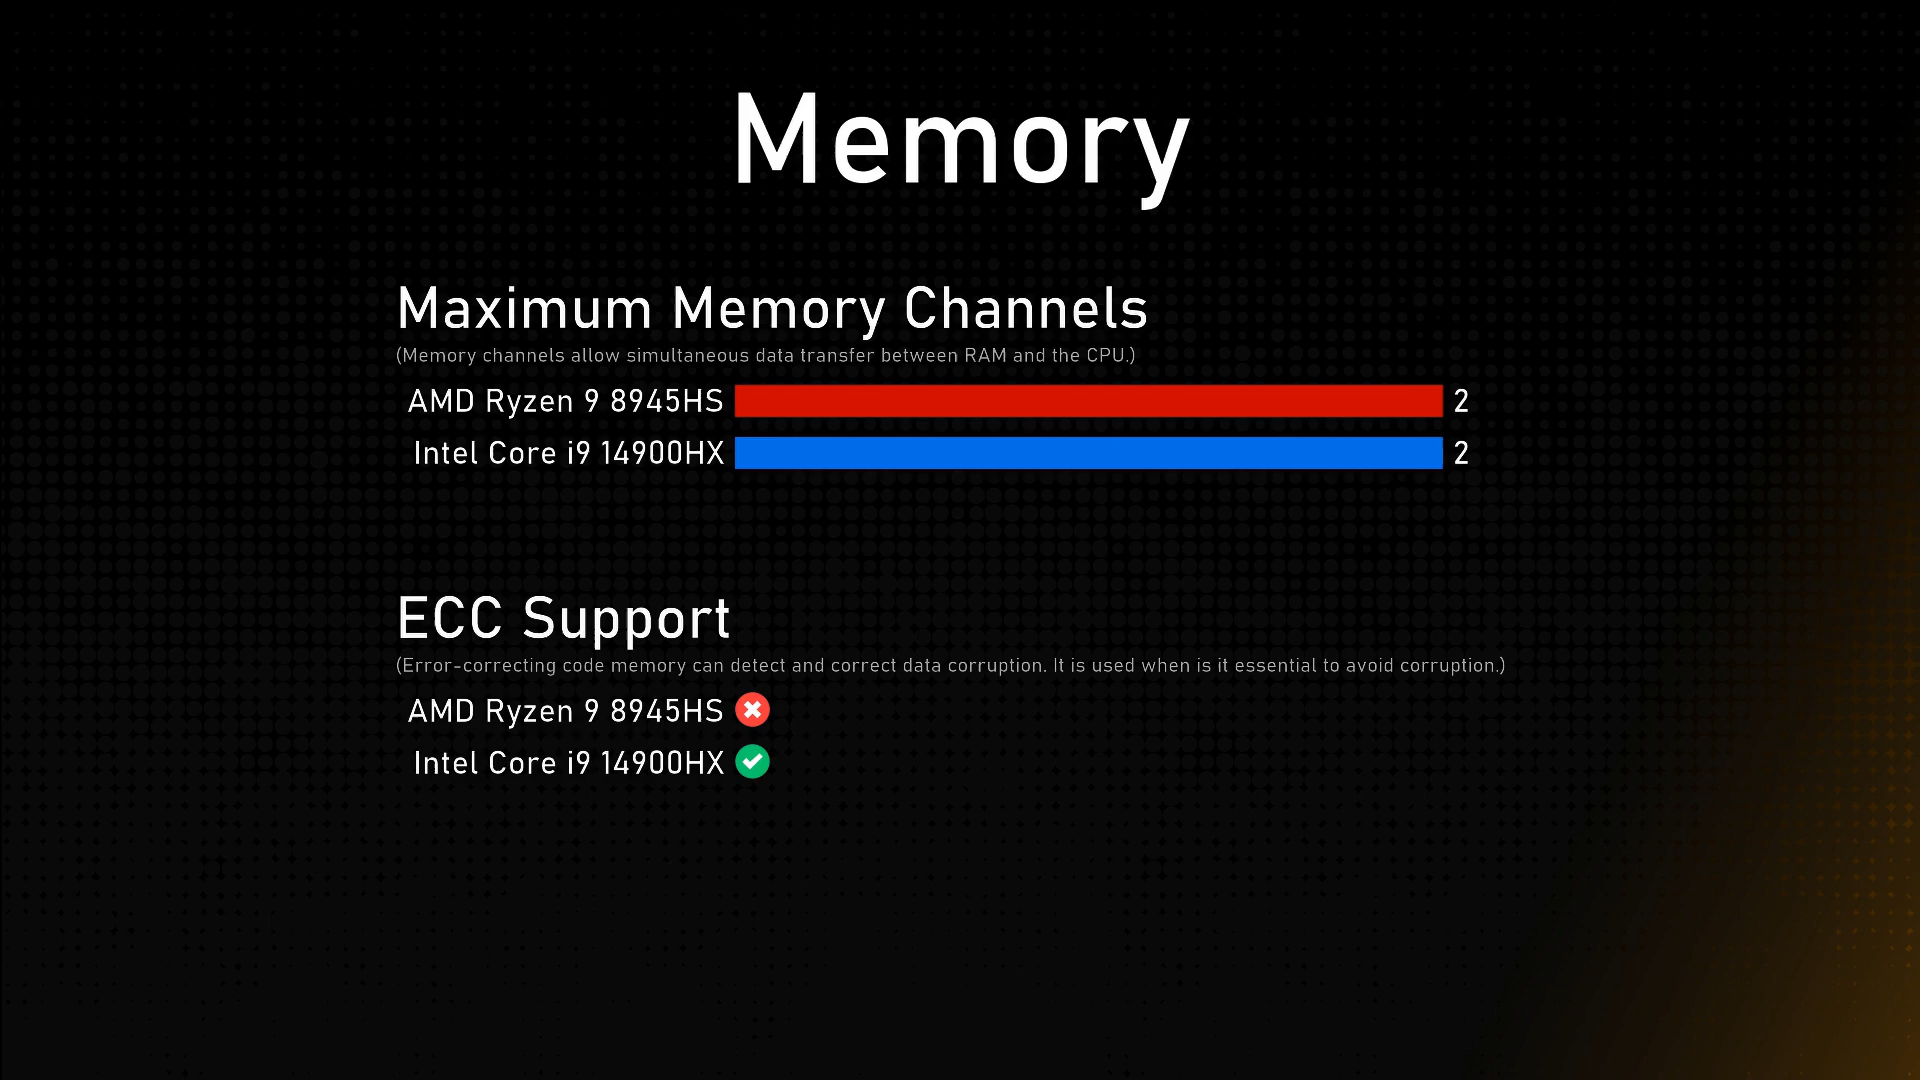 Memory
Maximum Memory Channels
(Memory channels allow simultaneous data transfer between RAM and the CPU.)
AMD Ryzen 9 8945HS 2
Intel Core i9 14900HX 2
ECC Support
(Error-correcting code memory can detect and correct data corruption. It is used when is it essential to avoid corruption.)
AMD Ryzen 9 8945HS
Intel Core i9 14900HX